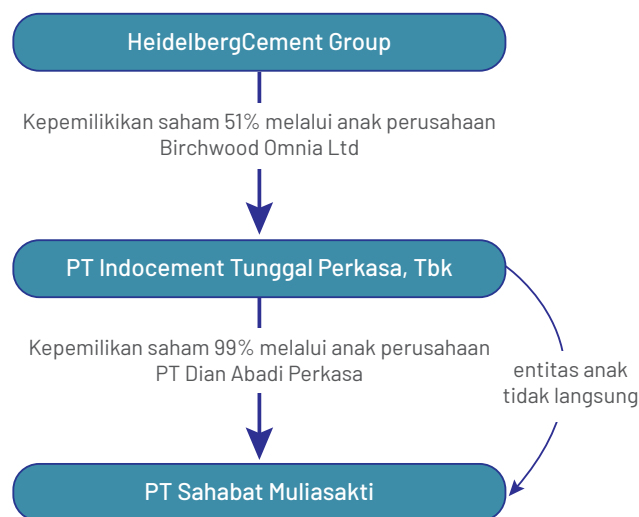 HeidelbergCement Group
Kepemilikikan saham 51% melalui anak perusahaan
Birchwood Omnia Ltd
PT Indocement Tunggal Perkasa, Tbk
Kepemilikan saham 99% melalui anak perusahaan
PT Dian Abadi Perkasa
entitas anak
tidak langsung
PT Sahabat Muliasakti